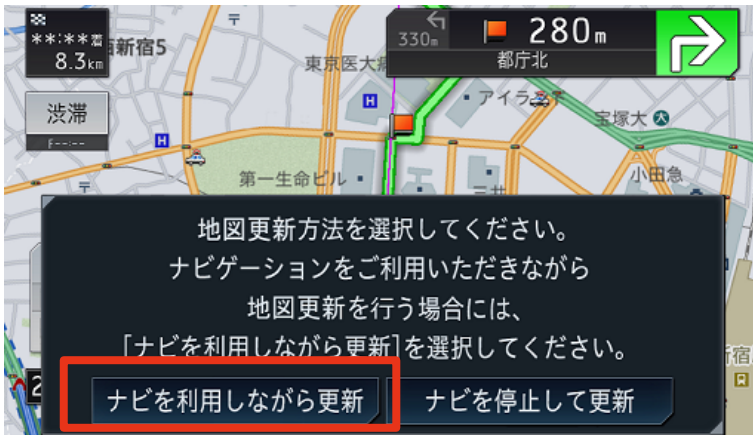 **:**着
8.3km
新宿5
〒
330m
280m
都庁北
東京医大
渋滞
F--:--
H
H
アイラ
宝塚大
第一生命ビル
三井
小田急
〒
地図更新方法を選択してください。
ナビゲーションをご利用いただきながら
地図更新を行う場合には、
[ナビを利用しながら更新]を選択してください。
ナビを利用しながら更新
ナビを停止して更新
宿
2